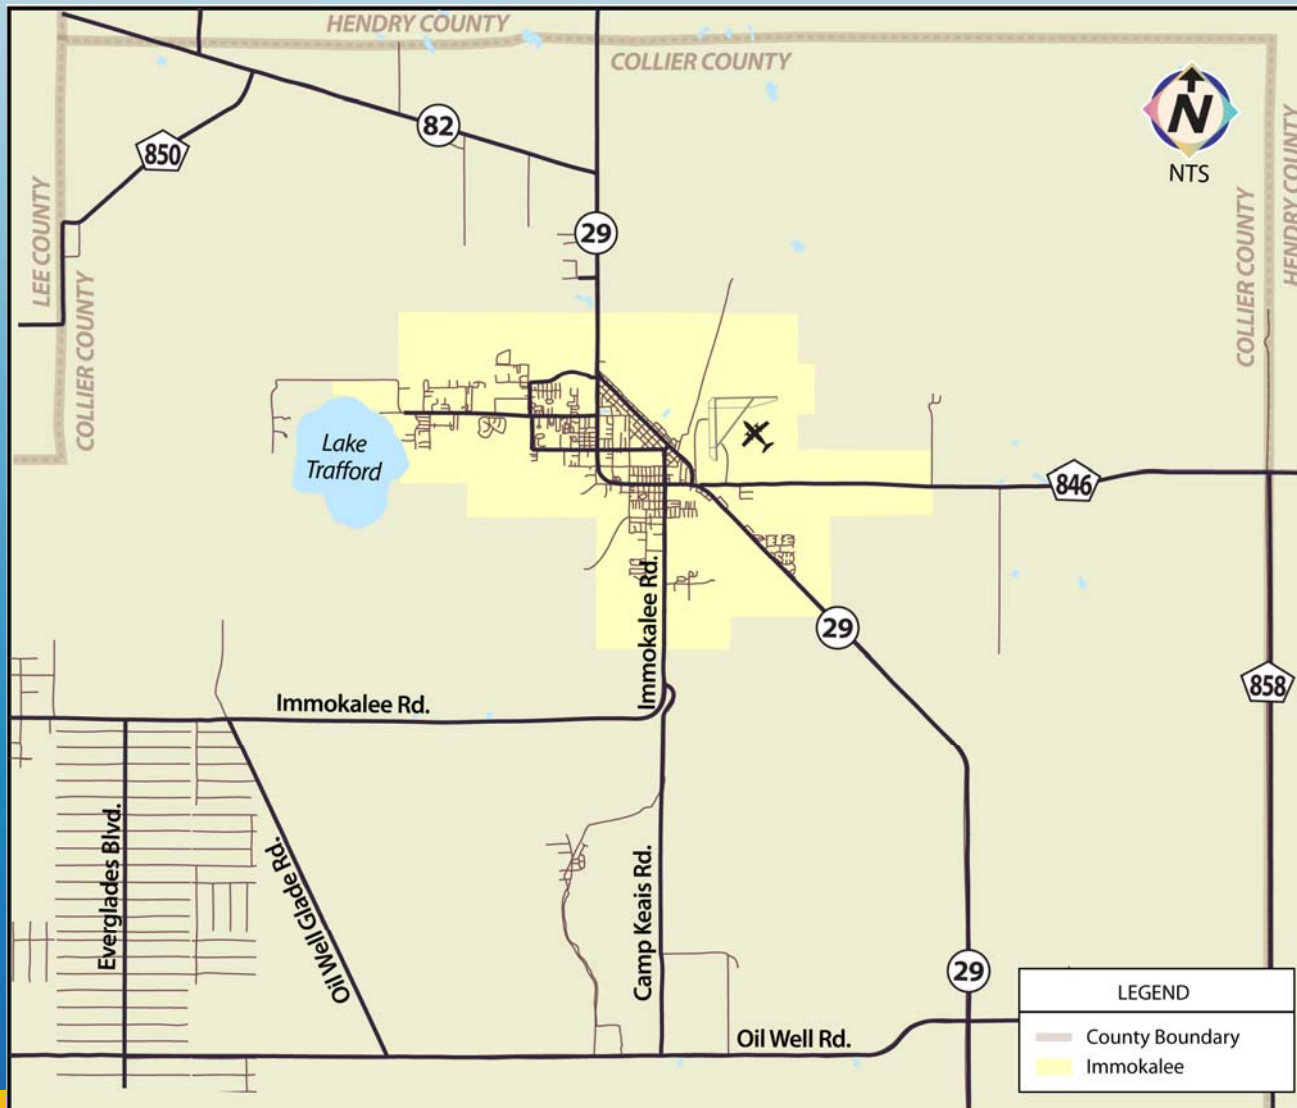 HENDRY COUNTY
COLLIER COUNTY
82
850
N
NTS
HENDRY COUNTY
COLLIER COUNTY
LEE COUNTY
COLLIER COUNTY
29
Lake
Trafford
846
Immokalee Rd.
29
858
Immokalee Rd.
Everglades Blvd.
Oil Well Glade Rd.
Camp Keais Rd.
29
Oil Well Rd.
LEGEND
County Boundary
Immokalee